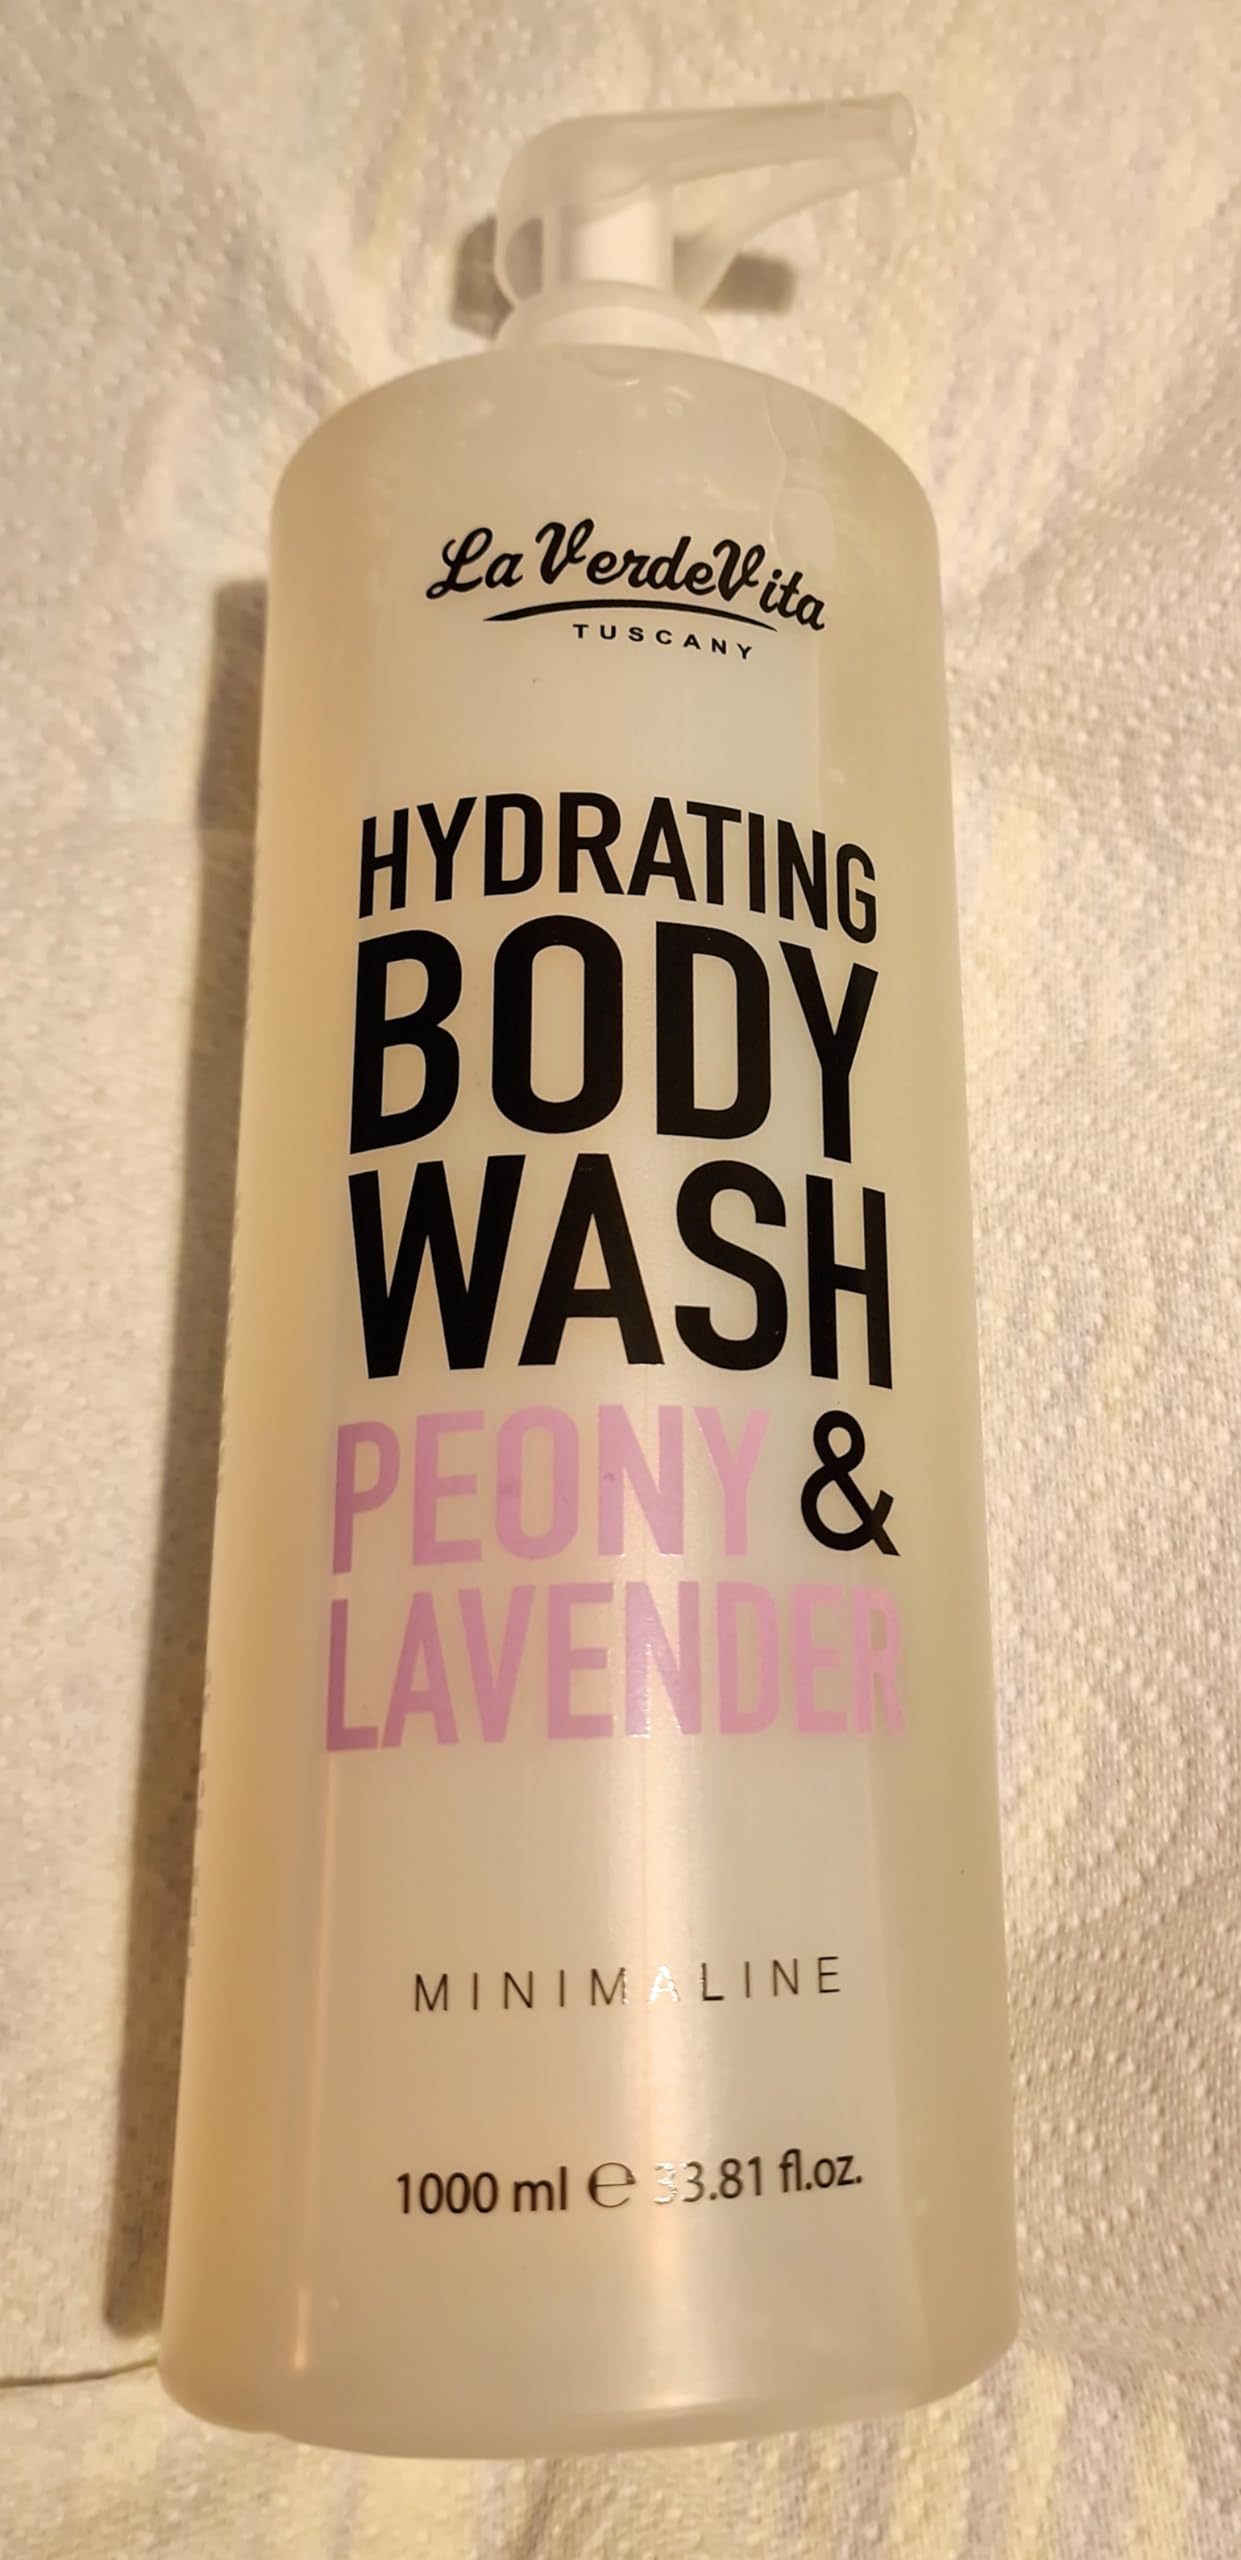 La VerdeVita
TUSCANY
HYDRATING
BODY
WASH
PEONY &
LAVENDER
MINIMALINE
1000 ml ℮ 33.81 fl.oz.